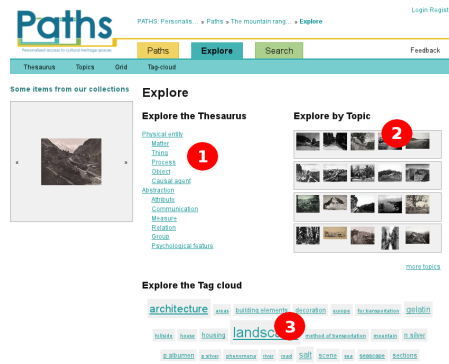 Login Regist
Paths
Personalised access to cultural heritage spaces
PATHS: Personalis... » Paths » The mountain rang... » Explore
Paths Explore Search Feedback
Thesaurus Topics Grid Tag-cloud
Some items from our collections
Explore
Explore the Thesaurus
Physical entity
Matter
Thing
Process
Object
Causal agent
Abstraction
Attribute
Communication
Measure
Relation
Group
Psychological feature
1
Explore by Topic
2
more topics
Explore the Tag cloud
architecture areas building elements decoration europe for transportation gelatin
hillside house housing landsc 3 method of transportation mountain n silver
p albumen p silver phenomena river road salt scene sea seascape sections